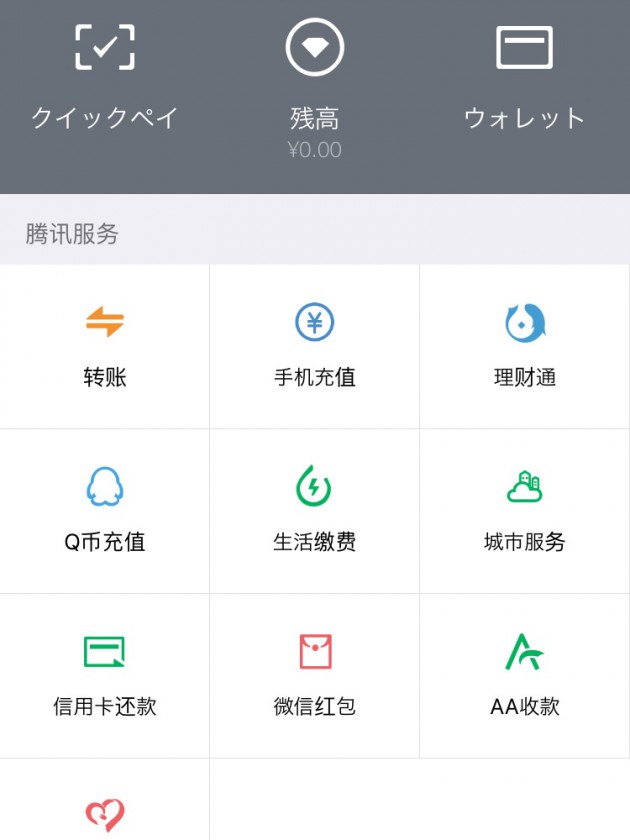 クイックペイ
残高
ウォレット
¥0.00
腾讯服务
转账
手机充值
理财通
Q币充值
生活缴费
城市服务
信用卡还款
微信红包
AA收款